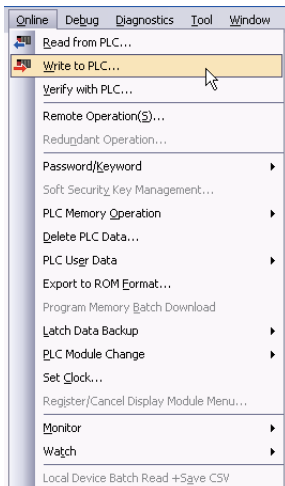 Online Debug Diagnostics Tool Window
Read from PLC...
Write to PLC...
Verify with PLC...
Remote Operation(S)...
Redundant Operation...
Password/Keyword
Soft Security Key Management...
PLC Memory Operation
Delete PLC Data...
PLC User Data
Export to ROM Format...
Program Memory Batch Download
Latch Data Backup
PLC Module Change
Set Clock...
Register/Cancel Display Module Menu...
Monitor
Watch
Local Device Batch Read +Save CSV